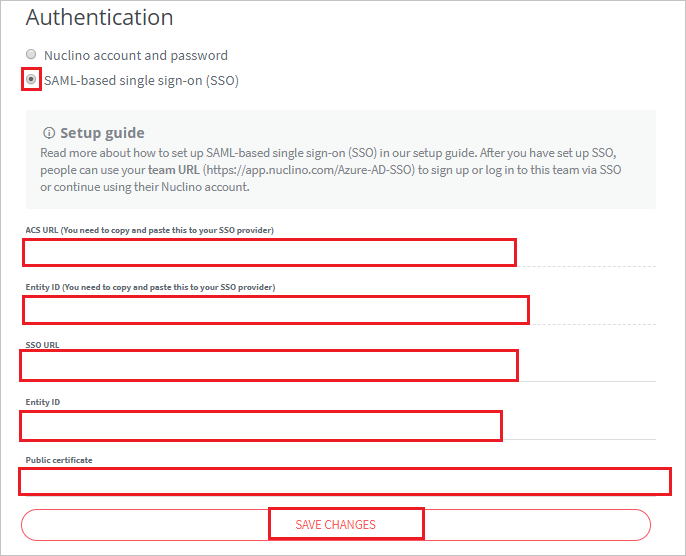 Authentication
Nuclino account and password
SAML-based single sign-on (SSO)
Setup guide
Read more about how to set up SAML-based single sign-on (SSO) in our setup guide. After you have set up SSO,
people can use your team URL (https://app.nuclino.com/Azure-AD-SSO) to sign up or log in to this team via SSO
or continue using their Nuclino account.
ACS URL (You need to copy and paste this to your SSO provider)
Entity ID (You need to copy and paste this to your SSO provider)
SSO URL
Entity ID
Public certificate
SAVE CHANGES